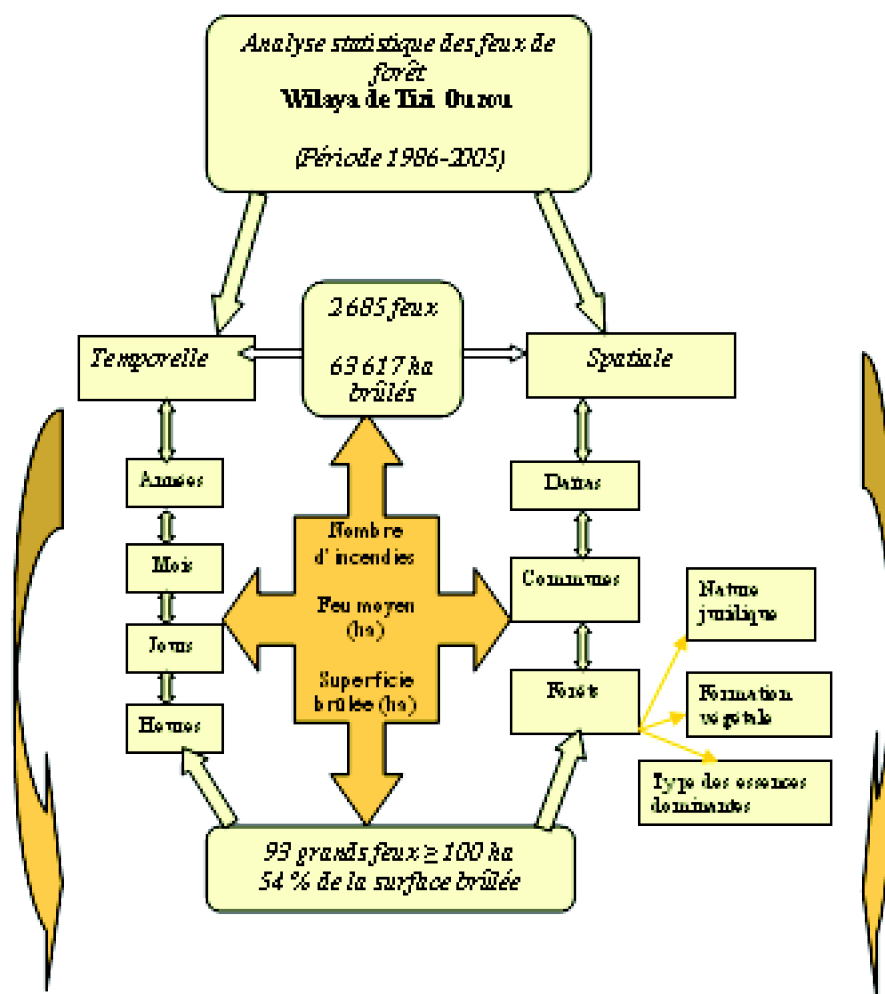 Analyse statistique des feux de
forêt
Wilaya de Tizi Ouzou
(Période 1986-2005)
2 685 feux
63 617 ha
brûlés
Temporelle
Spatiale
Années
Mois
Jours
Heures
Nombre
d'incendies
Feu moyen
(ha)
Superficie
brûlée (ha)
Daïras
Communes
Forêts
Nature
juridique
Formation
végétale
Type des essences
dominantes
93 grands feux ≥ 100 ha
54 % de la surface brûlée